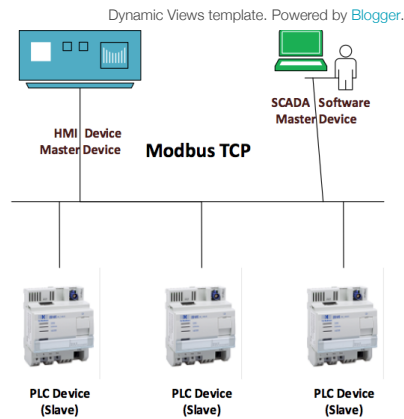 Dynamic Views template. Powered by Blogger.
SCADA Software
Master Device
HMI Device
Master Device
Modbus TCP
PLC Device
(Slave)
PLC Device
(Slave)
PLC Device
(Slave)